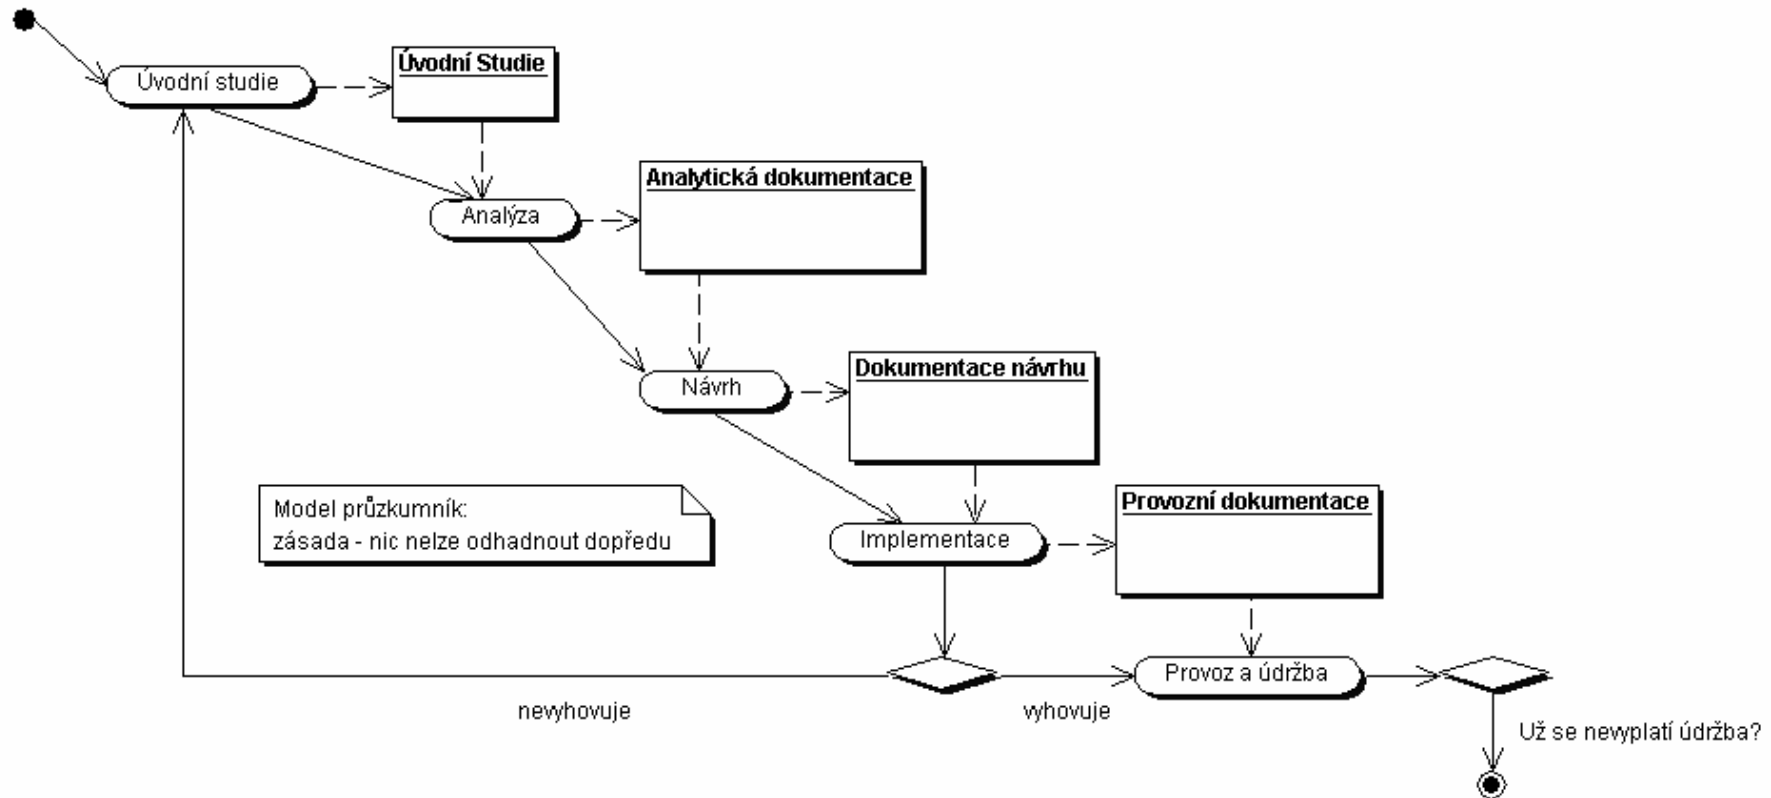 Úvodní studie
Úvodní Studie
Analytická dokumentace
Analýza
Dokumentace návrhu
Návrh
Model průzkumník:
zásada - nic nelze odhadnout dopředu
Provozní dokumentace
Implementace
Provoz a údržba
nevyhovuje
vyhovuje
Už se nevyplatí údržba?